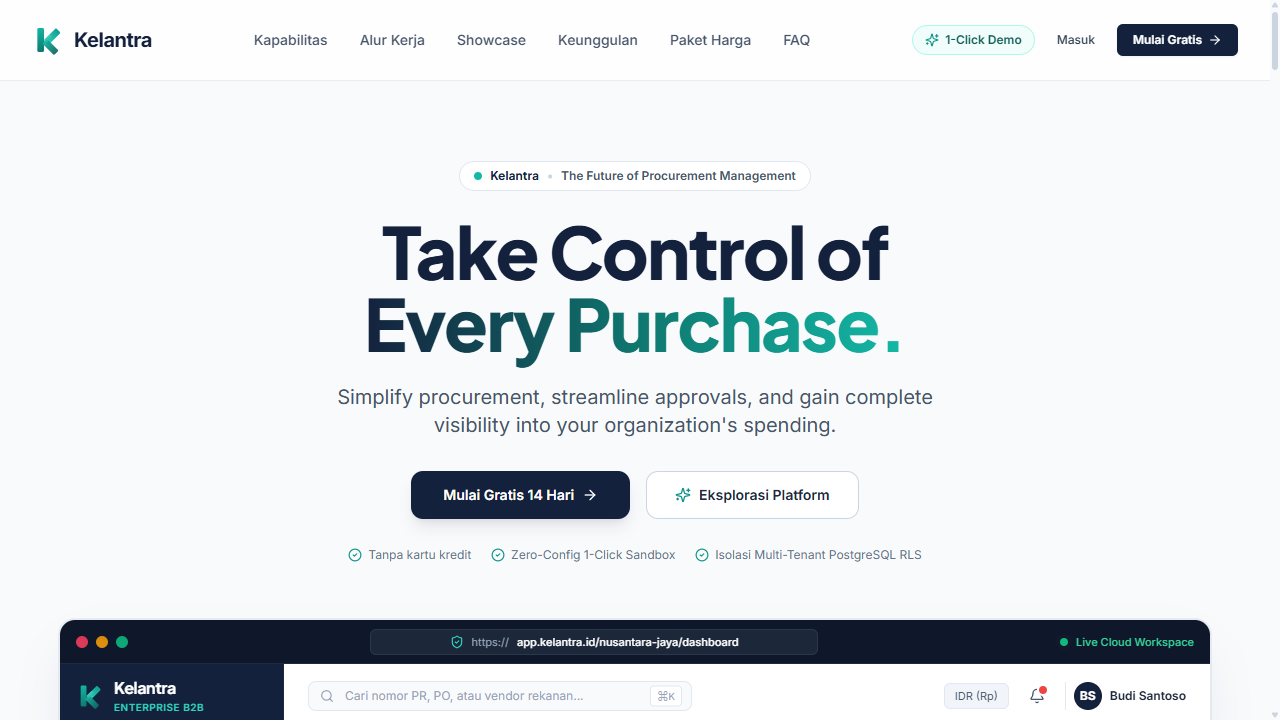 Kelantra
Kapabilitas
Alur Kerja
Showcase
Keunggulan
Paket Harga
FAQ
1-Click Demo
Masuk
Mulai Gratis →
Kelantra • The Future of Procurement Management
Take Control of
Every Purchase.
Simplify procurement, streamline approvals, and gain complete
visibility into your organization's spending.
Mulai Gratis 14 Hari →
Eksplorasi Platform
Tanpa kartu kredit
Zero-Config 1-Click Sandbox
Isolasi Multi-Tenant PostgreSQL RLS
https:// app.kelantra.id/nusantara-jaya/dashboard
Live Cloud Workspace
Kelantra
ENTERPRISE B2B
Cari nomor PR, PO, atau vendor rekanan...
⌘K
IDR (Rp)
BS
Budi Santoso